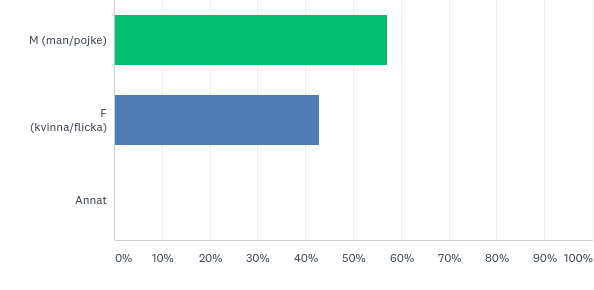 M (man/pojke)
F
(kvinna/flicka)
Annat
0% 10% 20% 30% 40% 50% 60% 70% 80% 90% 100%